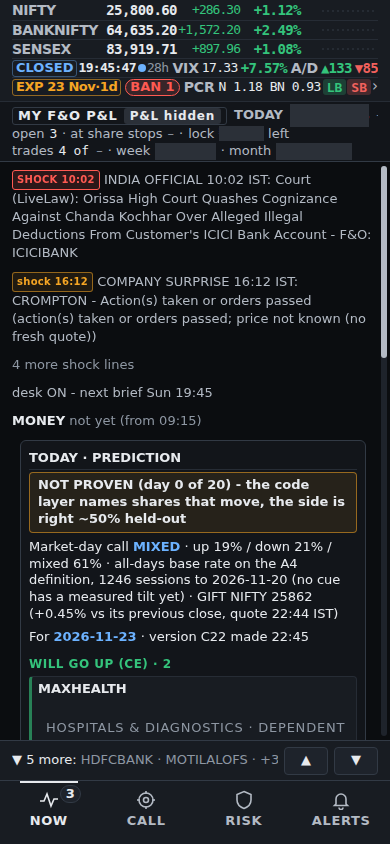 NIFTY 25,800.60 +286.30 +1.12%
BANKNIFTY 64,635.20 +1,572.20 +2.49%
SENSEX 83,919.71 +897.96 +1.08%
CLOSED 19:45:47 28h VIX 17.33 +7.57% A/D ▲133 ▼85
EXP 23 Nov·1d BAN 1 PCR N 1.18 BN 0.93 LB SB ›
MY F&O P&L P&L hidden TODAY
open 3 · at share stops – · lock left
trades 4 of – · week · month
SHOCK 10:02 INDIA OFFICIAL 10:02 IST: Court
(LiveLaw): Orissa High Court Quashes Cognizance
Against Chanda Kochhar Over Alleged Illegal
Deductions From Customer's ICICI Bank Account - F&O:
ICICIBANK
shock 16:12 COMPANY SURPRISE 16:12 IST:
CROMPTON - Action(s) taken or orders passed
(action(s) taken or orders passed; price not known (no
fresh quote))
4 more shock lines
desk ON - next brief Sun 19:45
MONEY not yet (from 09:15)
TODAY · PREDICTION
NOT PROVEN (day 0 of 20) - the code
layer names shares that move, the side is
right ~50% held-out
Market-day call MIXED · up 19% / down 21% /
mixed 61% · all-days base rate on the A4
definition, 1246 sessions to 2026-11-20 (no cue
has a measured tilt yet) · GIFT NIFTY 25862
(+0.45% vs its previous close, quote 22:44 IST)
For 2026-11-23 · version C22 made 22:45
WILL GO UP (CE) · 2
MAXHEALTH
HOSPITALS & DIAGNOSTICS · DEPENDENT
▼ 5 more: HDFCBANK · MOTILALOFS · +3 ▲ ▼
3
NOW CALL RISK ALERTS